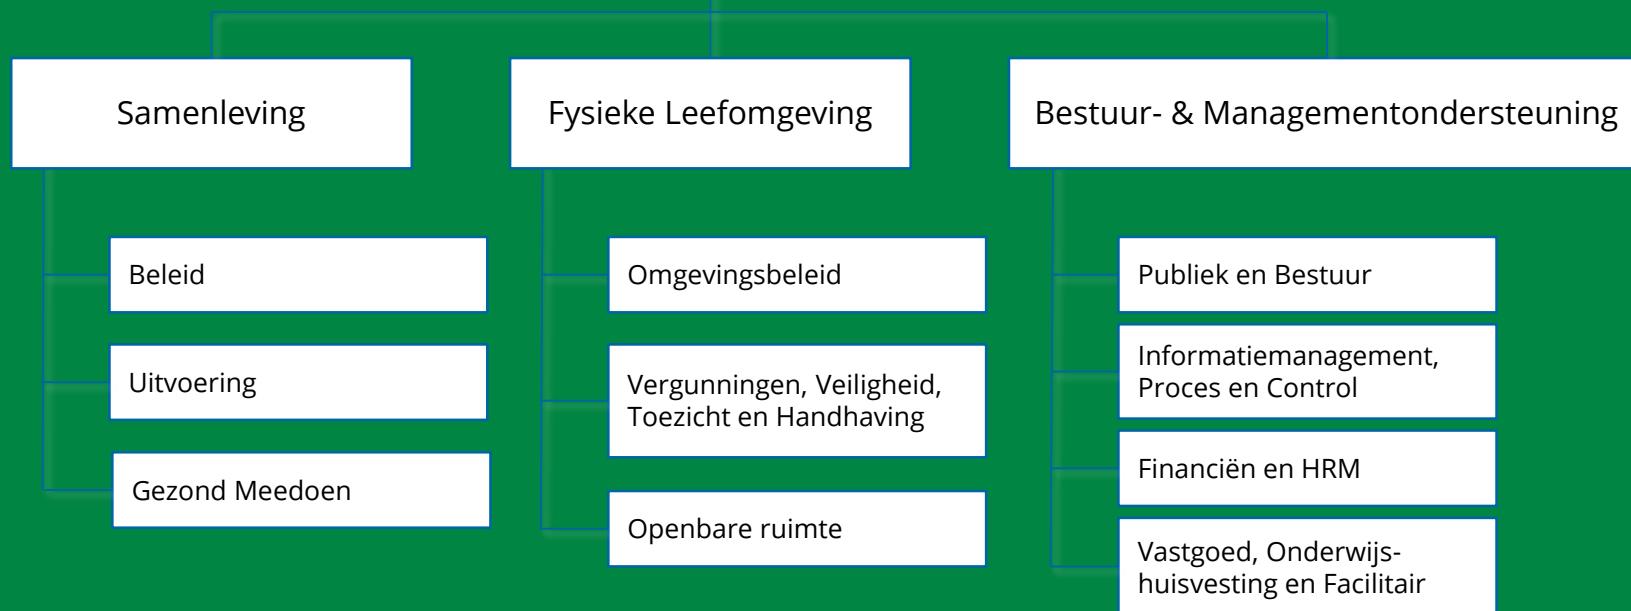 Samenleving
Beleid
Uitvoering
Gezond Meedoen
Fysieke Leefomgeving
Omgevingsbeleid
Vergunningen, Veiligheid,
Toezicht en Handhaving
Openbare ruimte
Bestuur- & Managementondersteuning
Publiek en Bestuur
Informatiemanagement,
Proces en Control
Financiën en HRM
Vastgoed, Onderwijs-
huisvesting en Facilitair